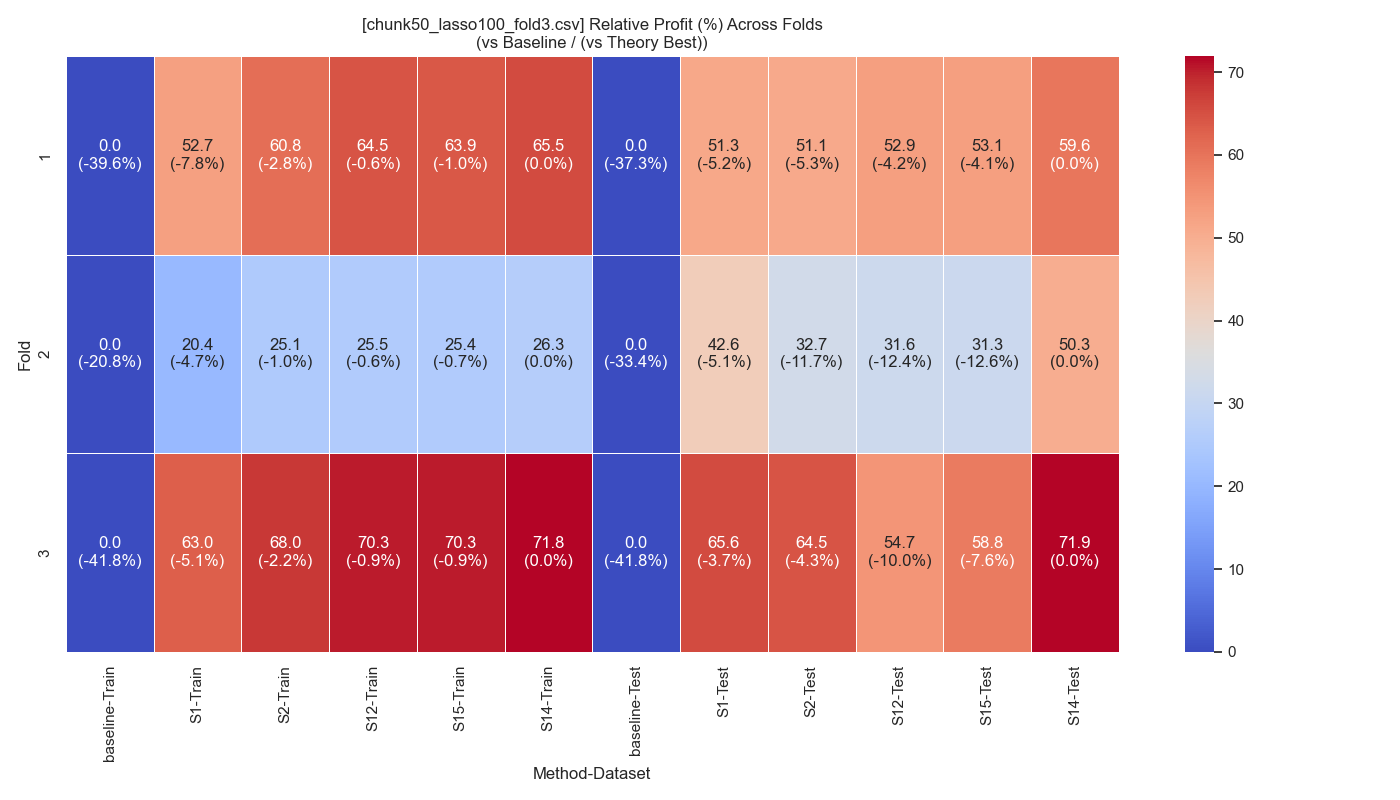 [chunk50_lasso100_fold3.csv] Relative Profit (%) Across Folds
(vs Baseline / (vs Theory Best))
Fold
1
0.0 52.7 60.8 64.5 63.9 65.5 0.0 51.3 51.1 52.9 53.1 59.6
(-39.6%) (-7.8%) (-2.8%) (-0.6%) (-1.0%) (0.0%) (-37.3%) (-5.2%) (-5.3%) (-4.2%) (-4.1%) (0.0%)
2
0.0 20.4 25.1 25.5 25.4 26.3 0.0 42.6 32.7 31.6 31.3 50.3
(-20.8%) (-4.7%) (-1.0%) (-0.6%) (-0.7%) (0.0%) (-33.4%) (-5.1%) (-11.7%) (-12.4%) (-12.6%) (0.0%)
3
0.0 63.0 68.0 70.3 70.3 71.8 0.0 65.6 64.5 54.7 58.8 71.9
(-41.8%) (-5.1%) (-2.2%) (-0.9%) (-0.9%) (0.0%) (-41.8%) (-3.7%) (-4.3%) (-10.0%) (-7.6%) (0.0%)
baseline-Train
S1-Train
S2-Train
S12-Train
S15-Train
S14-Train
baseline-Test
S1-Test
S2-Test
S12-Test
S15-Test
S14-Test
Method-Dataset
70
60
50
40
30
20
10
0